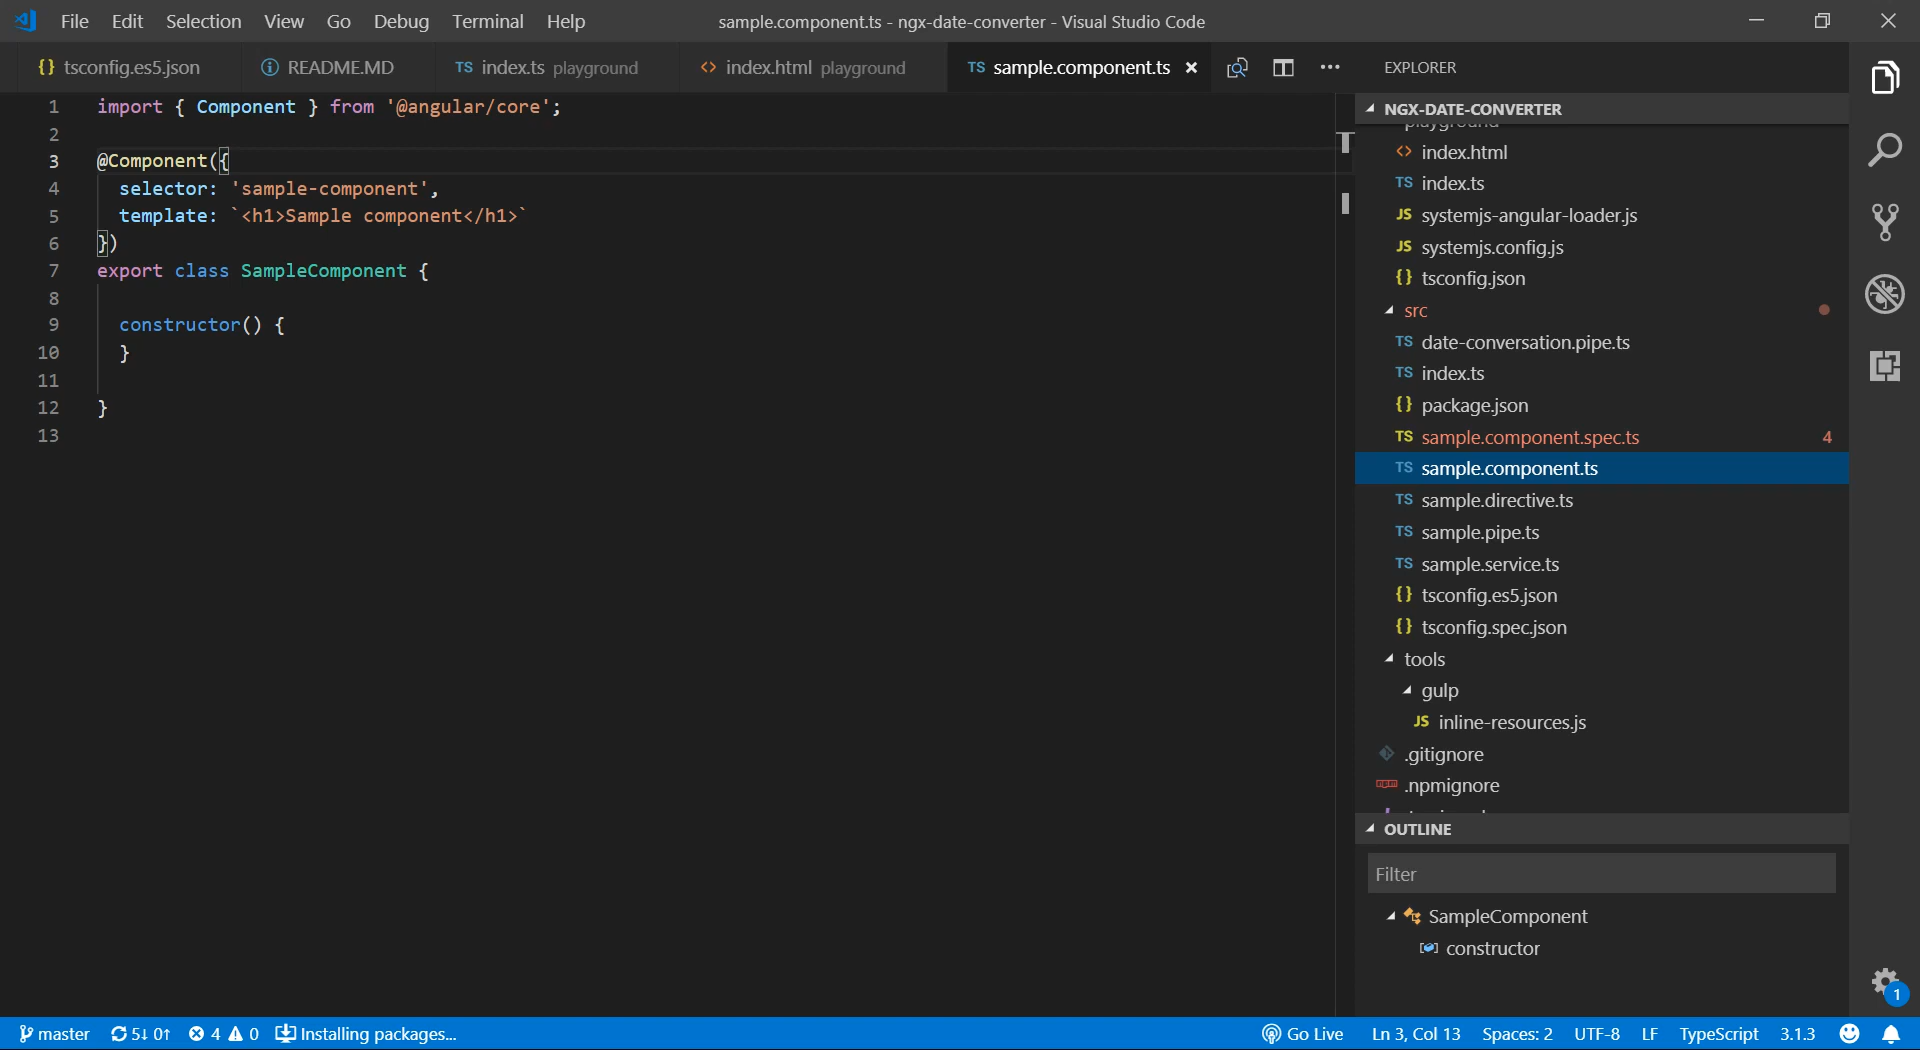 File Edit Selection View Go Debug Terminal Help sample.component.ts - ngx-date-converter - Visual Studio Code
{} tsconfig.es5.json README.MD TS index.ts playground <> index.html playground TS sample.component.ts
1 import { Component } from '@angular/core';
2
3 @Component({
4 selector: 'sample-component',
5 template: `<h1>Sample component</h1>`
6 })
7 export class SampleComponent {
8
9 constructor() {
10 }
11
12 }
13
EXPLORER
NGX-DATE-CONVERTER
playground
<> index.html
TS index.ts
JS systemjs-angular-loader.js
JS systemjs.config.js
{} tsconfig.json
src
TS date-conversation.pipe.ts
TS index.ts
{} package.json
TS sample.component.spec.ts 4
TS sample.component.ts
TS sample.directive.ts
TS sample.pipe.ts
TS sample.service.ts
{} tsconfig.es5.json
{} tsconfig.spec.json
tools
gulp
JS inline-resources.js
.gitignore
.npmignore
OUTLINE
Filter
SampleComponent
constructor
1
master 5↓ 0↑ 4 0 Installing packages... Go Live Ln 3, Col 13 Spaces: 2 UTF-8 LF TypeScript 3.1.3